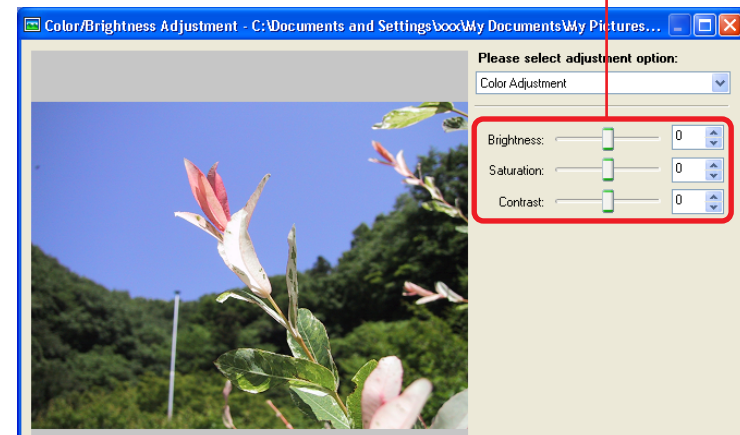 Color/Brightness Adjustment - C:\Documents and Settings\xxx\My Documents\My Pictures...
Please select adjustment option:
Color Adjustment
Brightness: 0
Saturation: 0
Contrast: 0